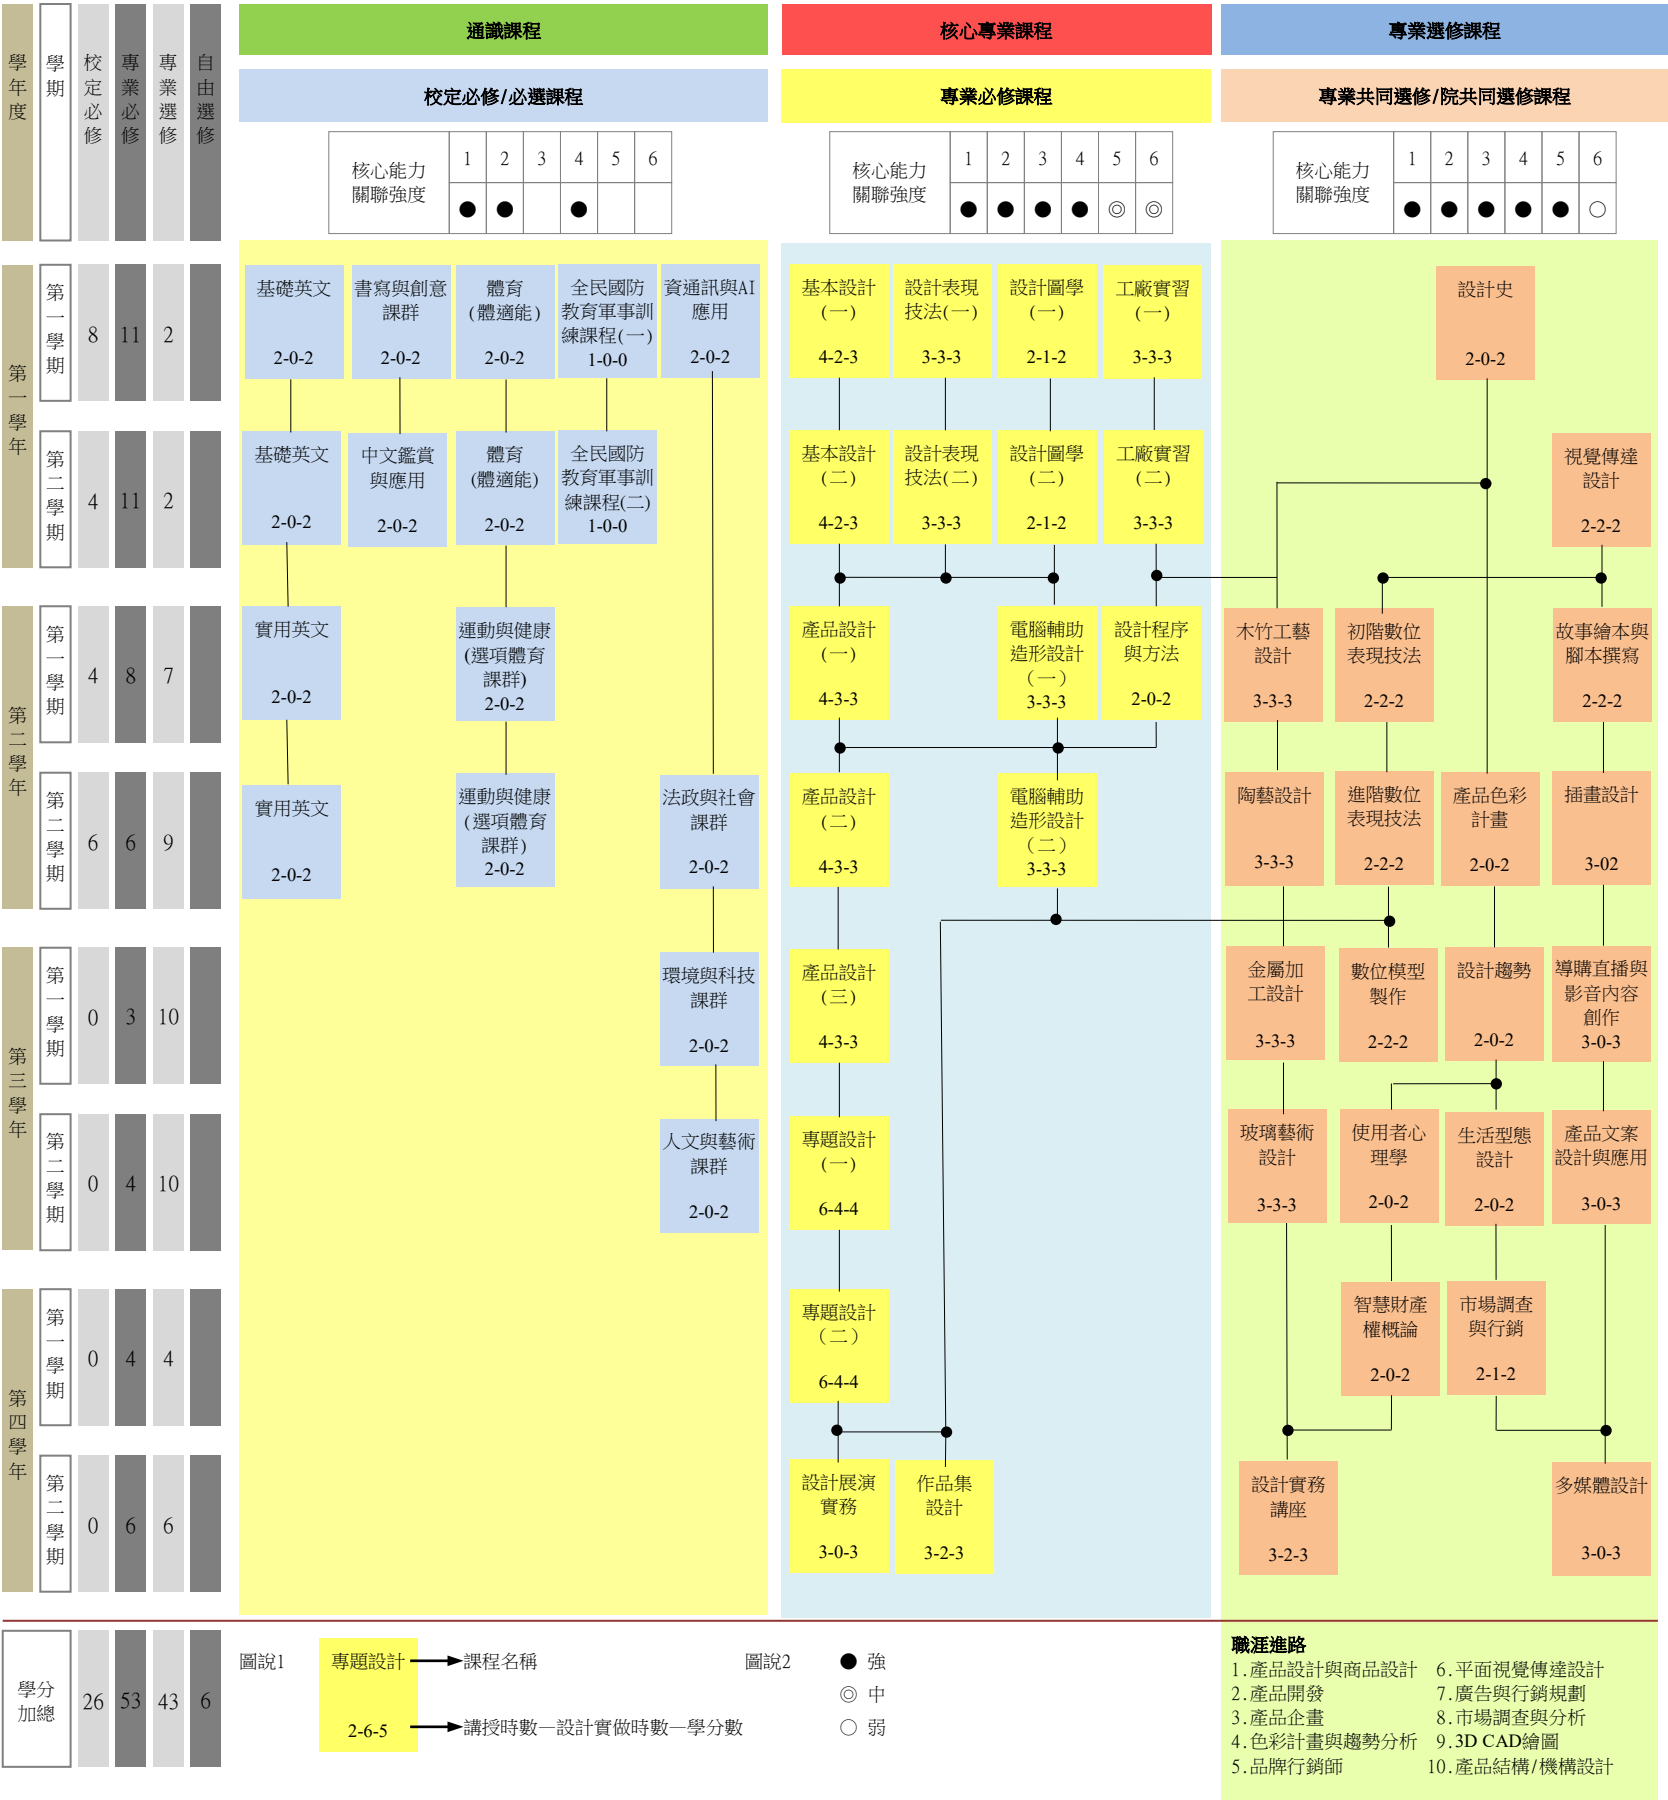 學年度
學期
校定必修
專業必修
專業選修
自由選修
通識課程
核心專業課程
專業選修課程
校定必修/必選課程
專業必修課程
專業共同選修/院共同選修課程
核心能力
關聯強度
1 2 3 4 5 6
● ● ●
核心能力
關聯強度
1 2 3 4 5 6
● ● ● ● ◎ ◎
核心能力
關聯強度
1 2 3 4 5 6
● ● ● ● ● ○
第一學年
第一學期
8 11 2
基礎英文
2-0-2
書寫與創意
課群
2-0-2
體育
(體適能)
2-0-2
全民國防
教育軍事訓
練課程(一)
1-0-0
資通訊與AI
應用
2-0-2
基本設計
(一)
4-2-3
設計表現
技法(一)
3-3-3
設計圖學
(一)
2-1-2
工廠實習
(一)
3-3-3
設計史
2-0-2
第二學期
4 11 2
基礎英文
2-0-2
中文鑑賞
與應用
2-0-2
體育
(體適能)
2-0-2
全民國防
教育軍事訓
練課程(二)
1-0-0
基本設計
(二)
4-2-3
設計表現
技法(二)
3-3-3
設計圖學
(二)
2-1-2
工廠實習
(二)
3-3-3
視覺傳達
設計
2-2-2
第二學年
第一學期
4 8 7
實用英文
2-0-2
運動與健康
(選項體育
課群)
2-0-2
產品設計
(一)
4-3-3
電腦輔助
造形設計
(一)
3-3-3
設計程序
與方法
2-0-2
木竹工藝
設計
3-3-3
初階數位
表現技法
2-2-2
故事繪本與
腳本撰寫
2-2-2
第二學期
6 6 9
實用英文
2-0-2
運動與健康
(選項體育
課群)
2-0-2
法政與社會
課群
2-0-2
產品設計
(二)
4-3-3
電腦輔助
造形設計
(二)
3-3-3
陶藝設計
3-3-3
進階數位
表現技法
2-2-2
產品色彩
計畫
2-0-2
插畫設計
3-02
第三學年
第一學期
0 3 10
環境與科技
課群
2-0-2
產品設計
(三)
4-3-3
金屬加
工設計
3-3-3
數位模型
製作
2-2-2
設計趨勢
2-0-2
導購直播與
影音內容
創作
3-0-3
第二學期
0 4 10
人文與藝術
課群
2-0-2
專題設計
(一)
6-4-4
玻璃藝術
設計
3-3-3
使用者心
理學
2-0-2
生活型態
設計
2-0-2
產品文案
設計與應用
3-0-3
第四學年
第一學期
0 4 4
專題設計
(二)
6-4-4
智慧財產
權概論
2-0-2
市場調查
與行銷
2-1-2
第二學期
0 6 6
設計展演
實務
3-0-3
作品集
設計
3-2-3
設計實務
講座
3-2-3
多媒體設計
3-0-3
學分
加總
26 53 43 6
圖說1
專題設計
課程名稱
2-6-5
講授時數—設計實做時數—學分數
圖說2
● 強
◎ 中
○ 弱
職涯進路
1.產品設計與商品設計 6.平面視覺傳達設計
2.產品開發 7.廣告與行銷規劃
3.產品企畫 8.市場調查與分析
4.色彩計畫與趨勢分析 9.3D CAD繪圖
5.品牌行銷師 10.產品結構/機構設計